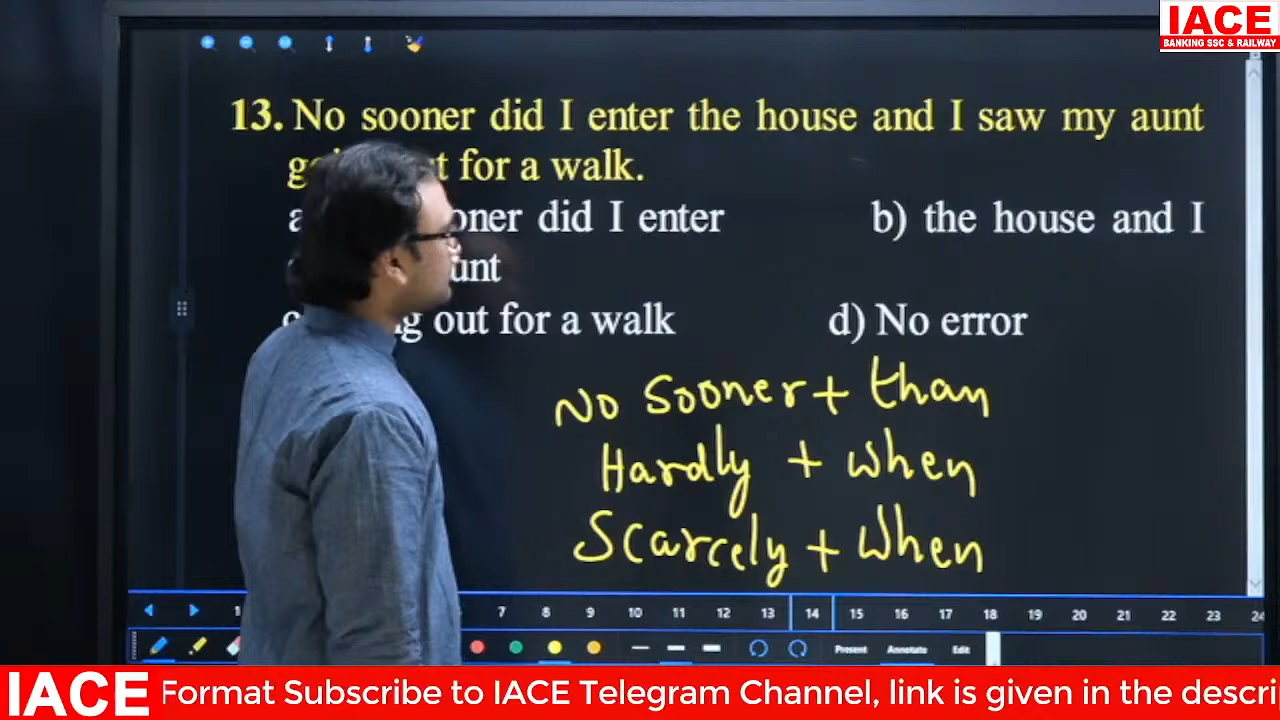 IACE
BANKING SSC & RAILWAY
13. No sooner did I enter the house and I saw my aunt
for a walk.
did I enter b) the house and I
out for a walk d) No error
No sooner + than
Hardly + when
Scarcely + when
7 8 9 10 11 12 13 14 15 16 17 18 19 20 21 22 23 24
Present Annotate Edit
IACE Format Subscribe to IACE Telegram Channel, link is given in the descri